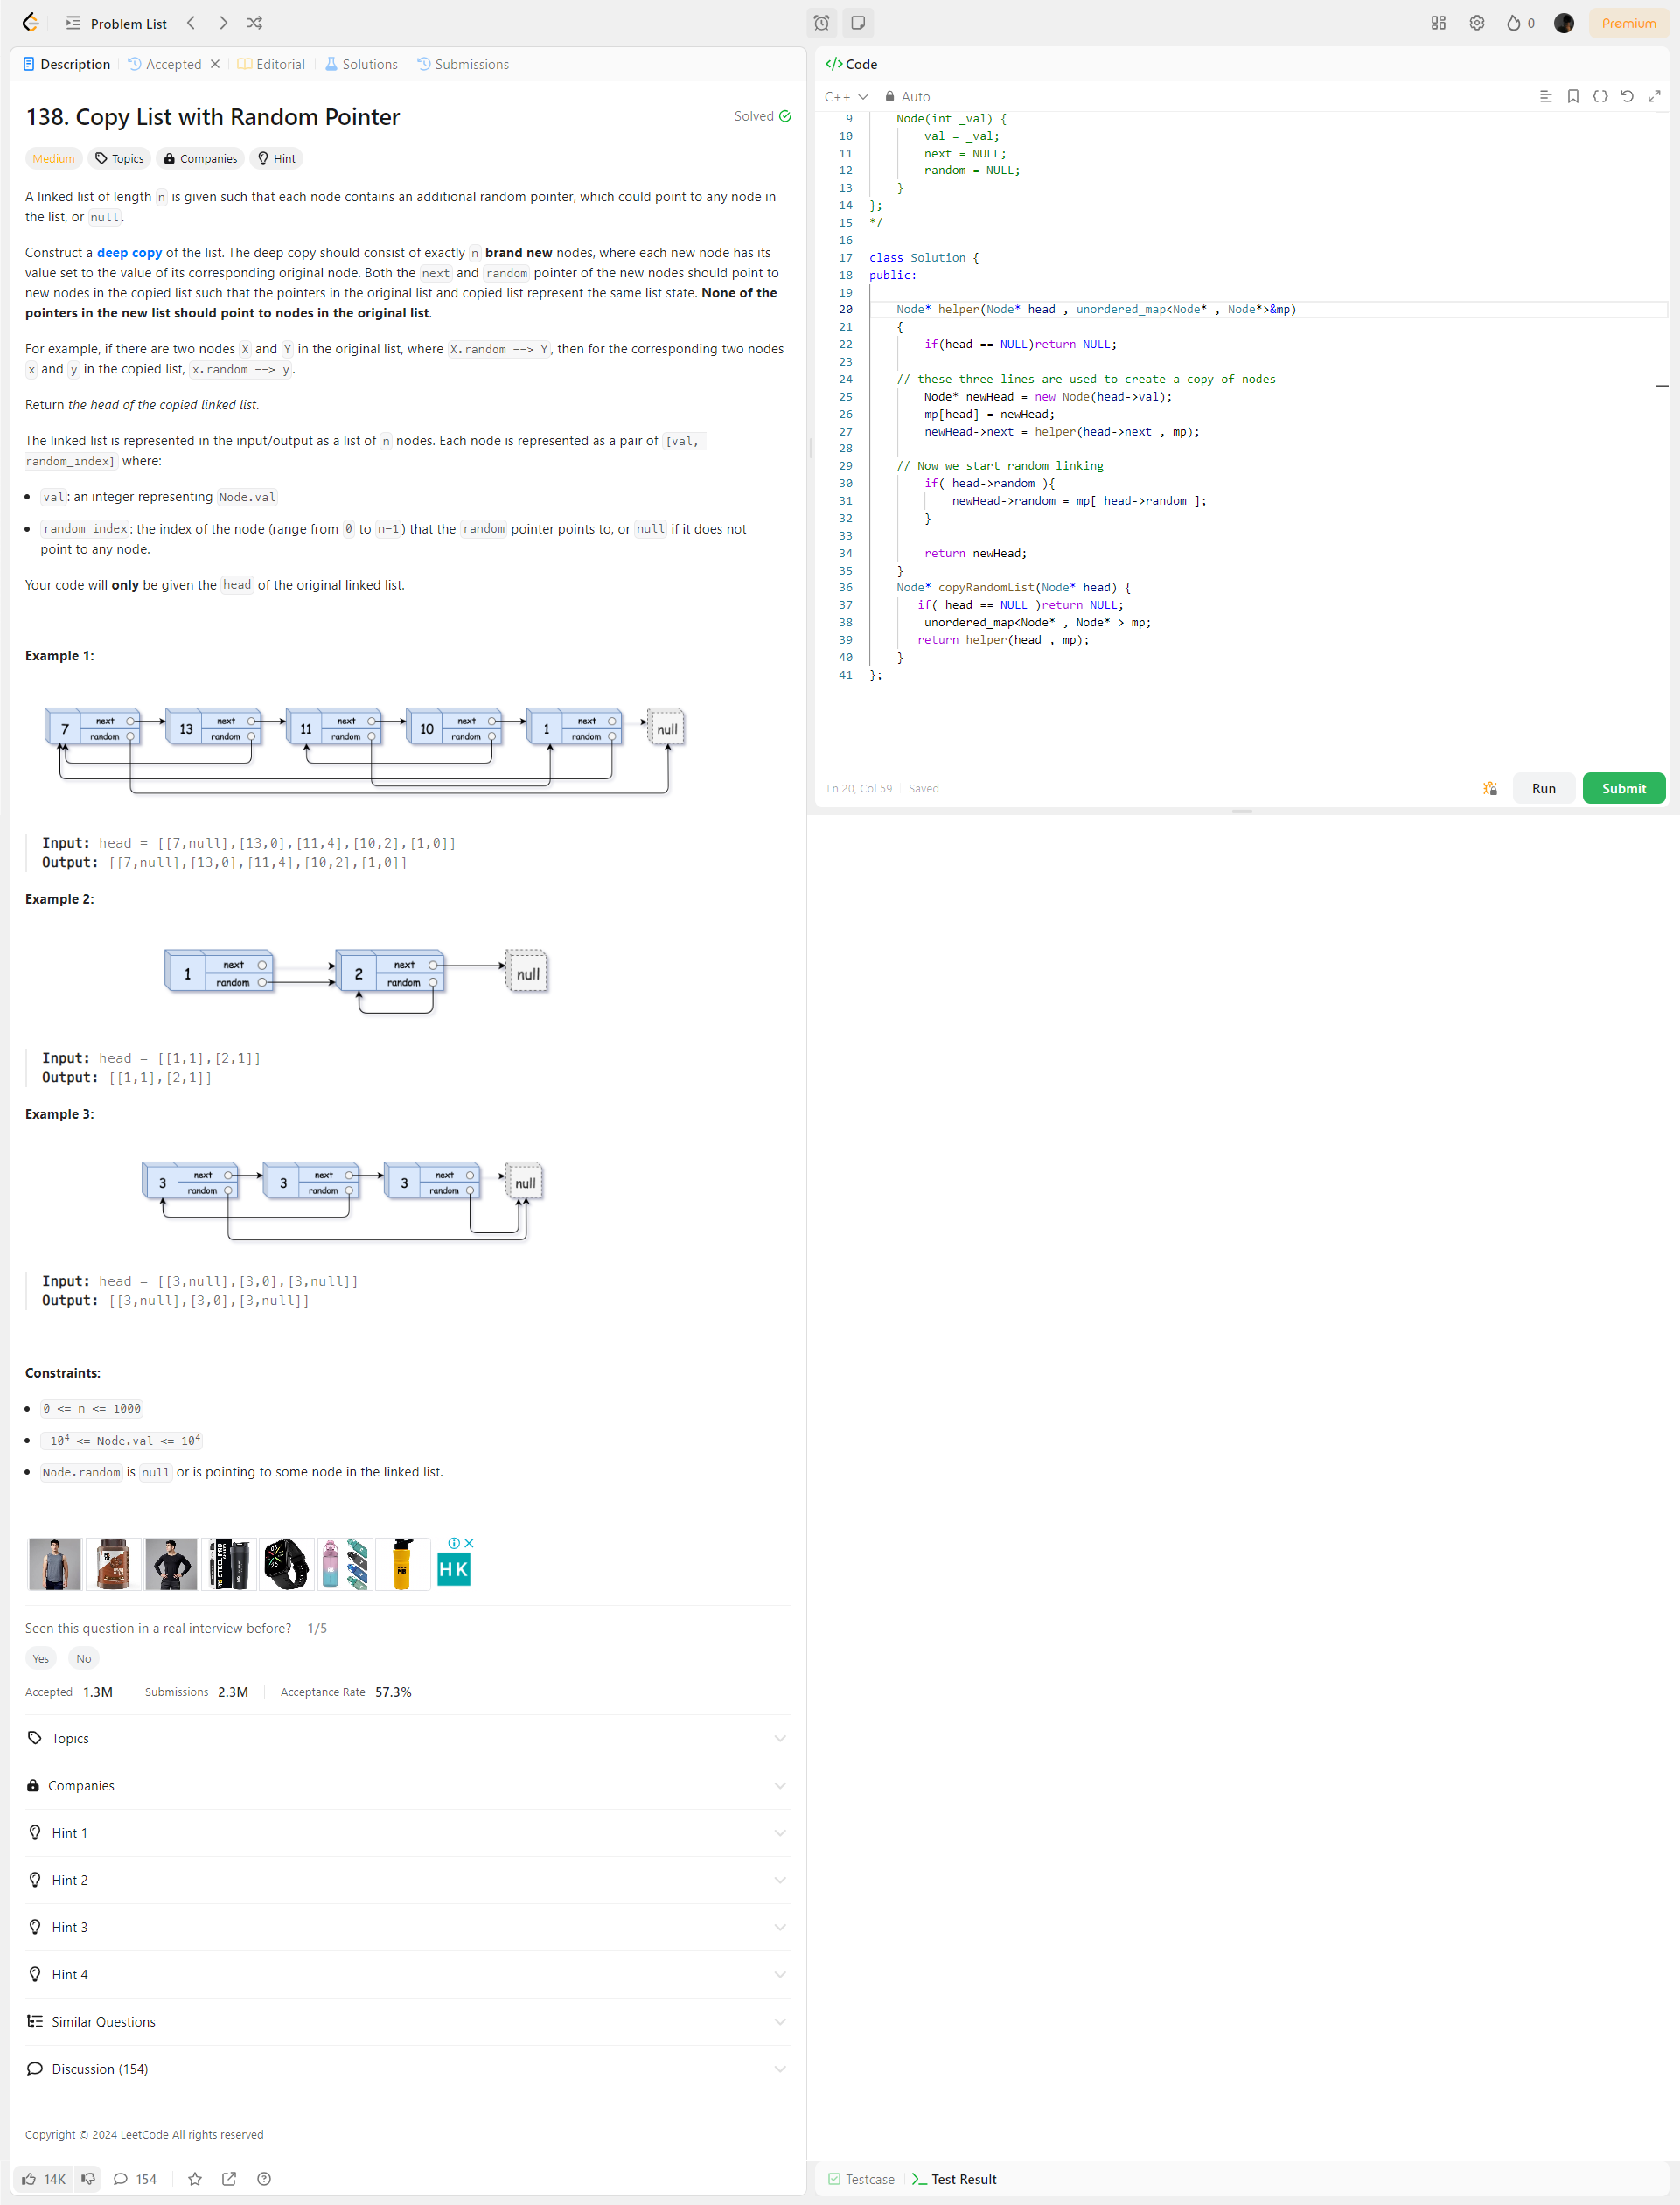 Problem List
0
Premium
Description
Accepted
Editorial
Solutions
Submissions
138. Copy List with Random Pointer
Solved
Medium
Topics
Companies
Hint
A linked list of length n is given such that each node contains an additional random pointer, which could point to any node in
the list, or null.
Construct a deep copy of the list. The deep copy should consist of exactly n brand new nodes, where each new node has its
value set to the value of its corresponding original node. Both the next and random pointer of the new nodes should point to
new nodes in the copied list such that the pointers in the original list and copied list represent the same list state. None of the
pointers in the new list should point to nodes in the original list.
For example, if there are two nodes X and Y in the original list, where X.random --> Y, then for the corresponding two nodes
x and y in the copied list, x.random --> y.
Return the head of the copied linked list.
The linked list is represented in the input/output as a list of n nodes. Each node is represented as a pair of [val,
random_index] where:
• val: an integer representing Node.val
• random_index: the index of the node (range from 0 to n-1) that the random pointer points to, or null if it does not
point to any node.
Your code will only be given the head of the original linked list.
Example 1:
7 next random 13 next random 11 next random 10 next random 1 next random null
Input: head = [[7,null],[13,0],[11,4],[10,2],[1,0]]
Output: [[7,null],[13,0],[11,4],[10,2],[1,0]]
Example 2:
1 next random 2 next random null
Input: head = [[1,1],[2,1]]
Output: [[1,1],[2,1]]
Example 3:
3 next random 3 next random 3 next random null
Input: head = [[3,null],[3,0],[3,null]]
Output: [[3,null],[3,0],[3,null]]
Constraints:
• 0 <= n <= 1000
• -10⁴ <= Node.val <= 10⁴
• Node.random is null or is pointing to some node in the linked list.
HK
Seen this question in a real interview before? 1/5
Yes
No
Accepted 1.3M
Submissions 2.3M
Acceptance Rate 57.3%
Topics
Companies
Hint 1
Hint 2
Hint 3
Hint 4
Similar Questions
Discussion (154)
Copyright © 2024 LeetCode All rights reserved
14K
154
</> Code
C++
Auto
9 Node(int _val) {
10 val = _val;
11 next = NULL;
12 random = NULL;
13 }
14 };
15 */
16
17 class Solution {
18 public:
19
20 Node* helper(Node* head , unordered_map<Node* , Node*>&mp)
21 {
22 if(head == NULL)return NULL;
23
24 // these three lines are used to create a copy of nodes
25 Node* newHead = new Node(head->val);
26 mp[head] = newHead;
27 newHead->next = helper(head->next , mp);
28
29 // Now we start random linking
30 if( head->random ){
31 newHead->random = mp[ head->random ];
32 }
33
34 return newHead;
35 }
36 Node* copyRandomList(Node* head) {
37 if( head == NULL )return NULL;
38 unordered_map<Node* , Node* > mp;
39 return helper(head , mp);
40 }
41 };
Ln 20, Col 59
Saved
Run
Submit
Testcase
Test Result